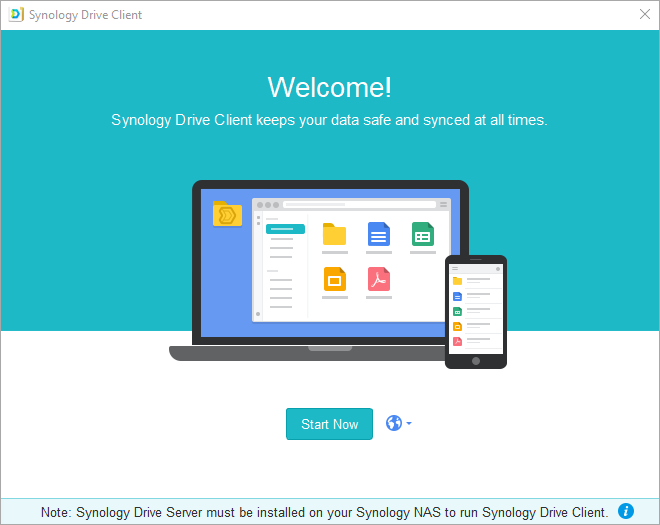 Synology Drive Client
Welcome!
Synology Drive Client keeps your data safe and synced at all times.
Start Now
Note: Synology Drive Server must be installed on your Synology NAS to run Synology Drive Client.